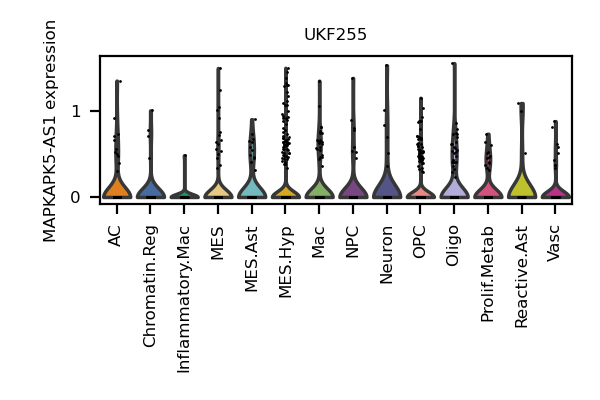 UKF255
MAPKAPK5-AS1 expression
1
0
AC
Chromatin.Reg
Inflammatory.Mac
MES
MES.Ast
MES.Hyp
Mac
NPC
Neuron
OPC
Oligo
Prolif.Metab
Reactive.Ast
Vasc